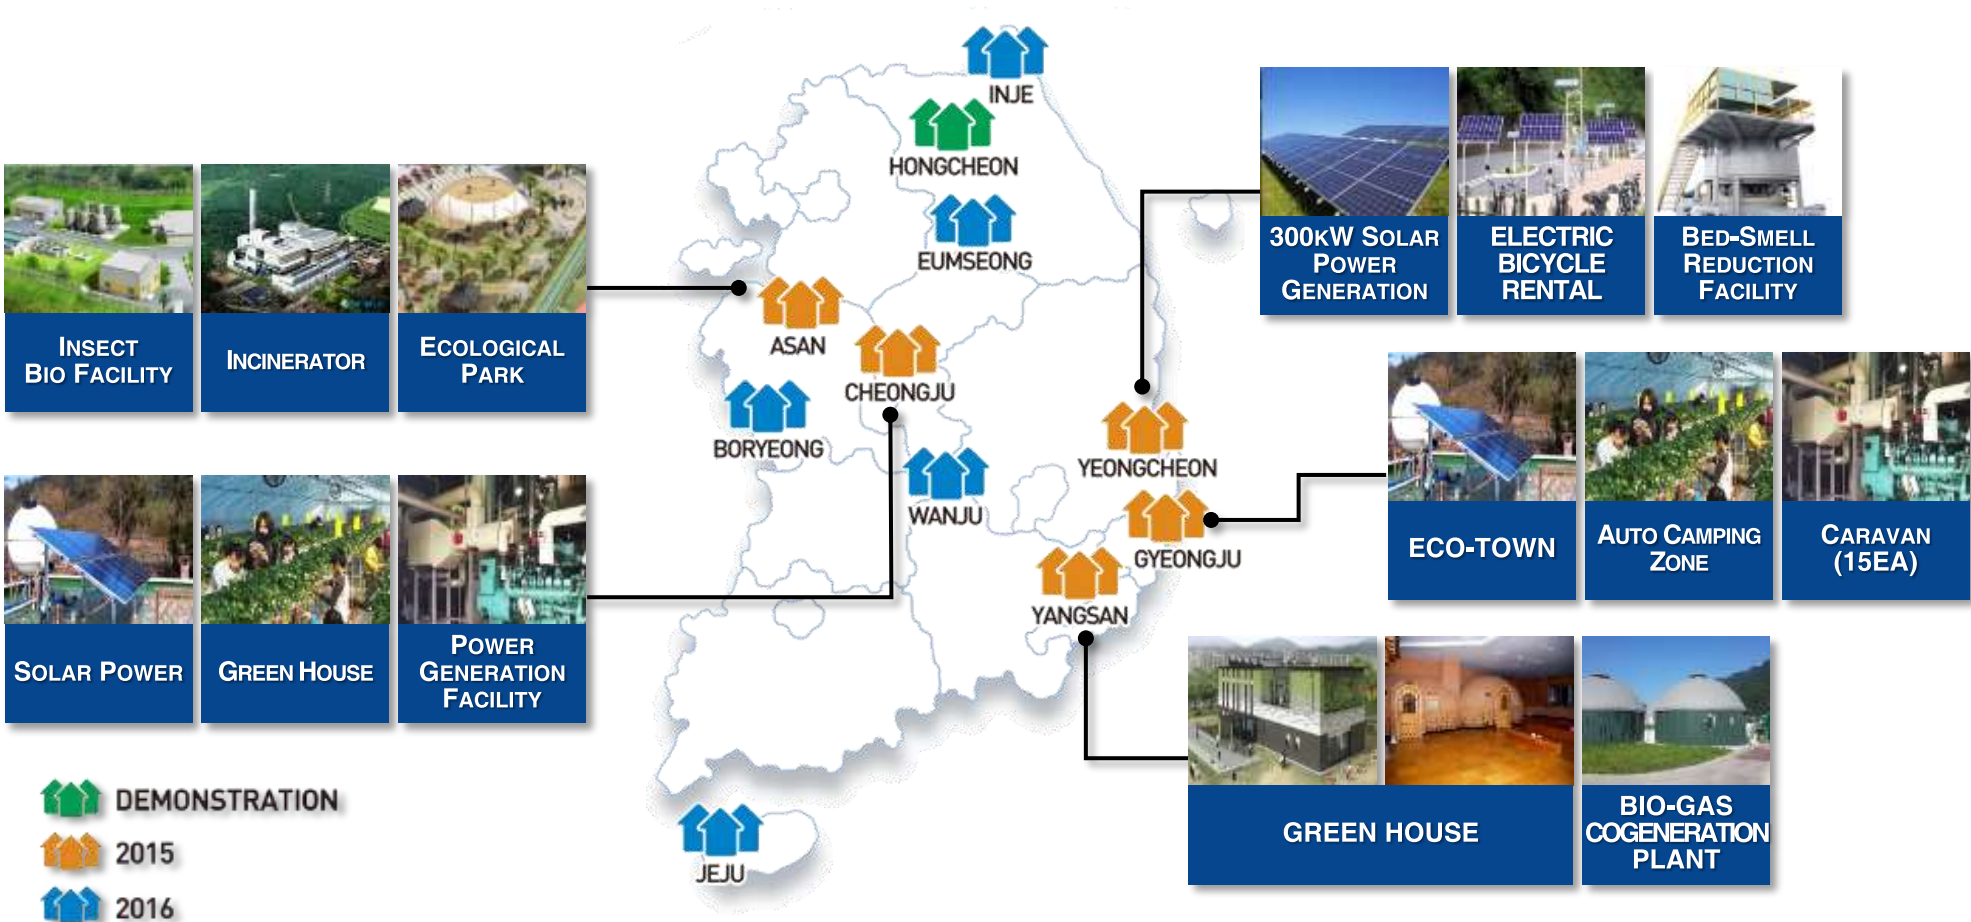 INJE
HONGCHEON
EUMSEONG
ASAN
CHEONGJU
BORYEONG
WANJU
YEONGCHEON
GYEONGJU
YANGSAN
JEJU
INSECT
BIO FACILITY
INCINERATOR
ECOLOGICAL
PARK
SOLAR POWER
GREEN HOUSE
POWER
GENERATION
FACILITY
300KW SOLAR
POWER
GENERATION
ELECTRIC
BICYCLE
RENTAL
BED-SMELL
REDUCTION
FACILITY
ECO-TOWN
AUTO CAMPING
ZONE
CARAVAN
(15EA)
GREEN HOUSE
BIO-GAS
COGENERATION
PLANT
DEMONSTRATION
2015
2016